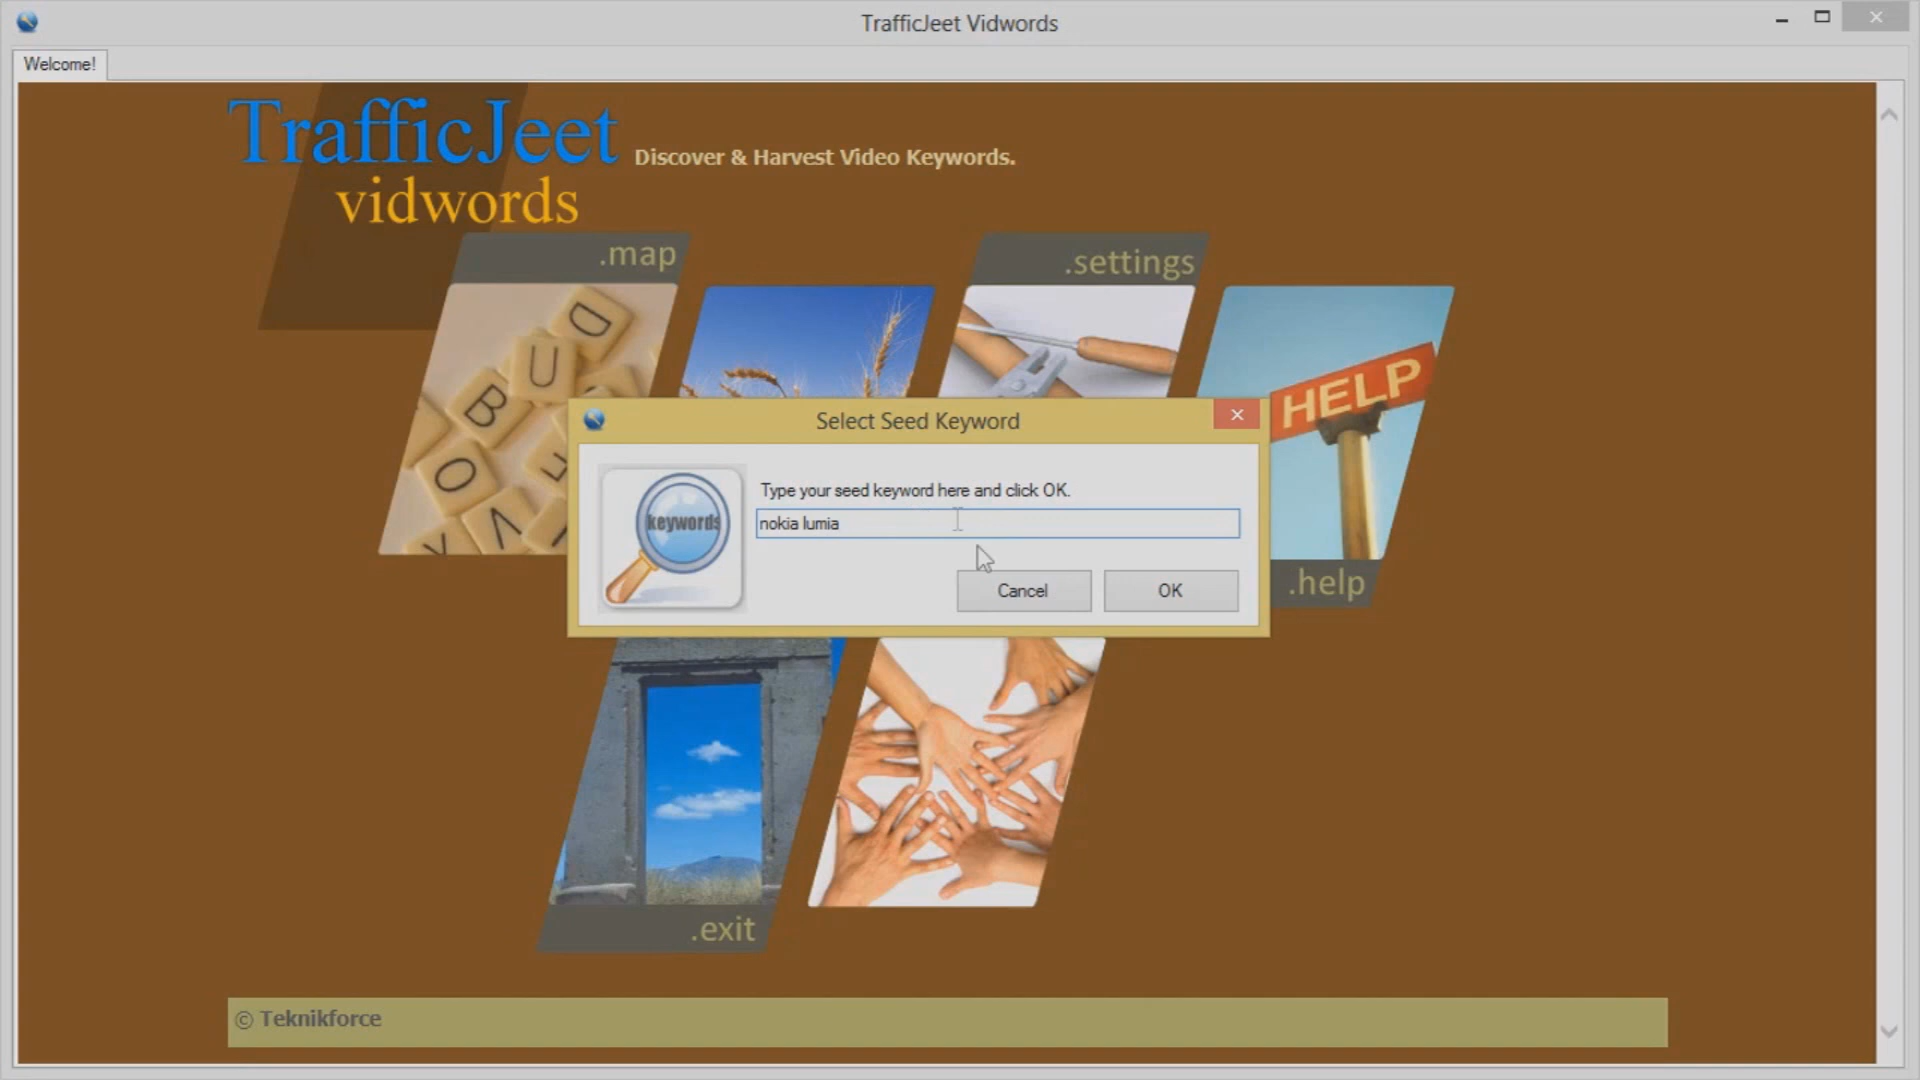 TrafficJeet Vidwords
Welcome!
TrafficJeet
Discover & Harvest Video Keywords.
vidwords
.map
.settings
D
U
B
O
HELP
Select Seed Keyword
keywords
Type your seed keyword here and click OK.
nokia lumia
Cancel
OK
.help
.exit
© Teknikforce